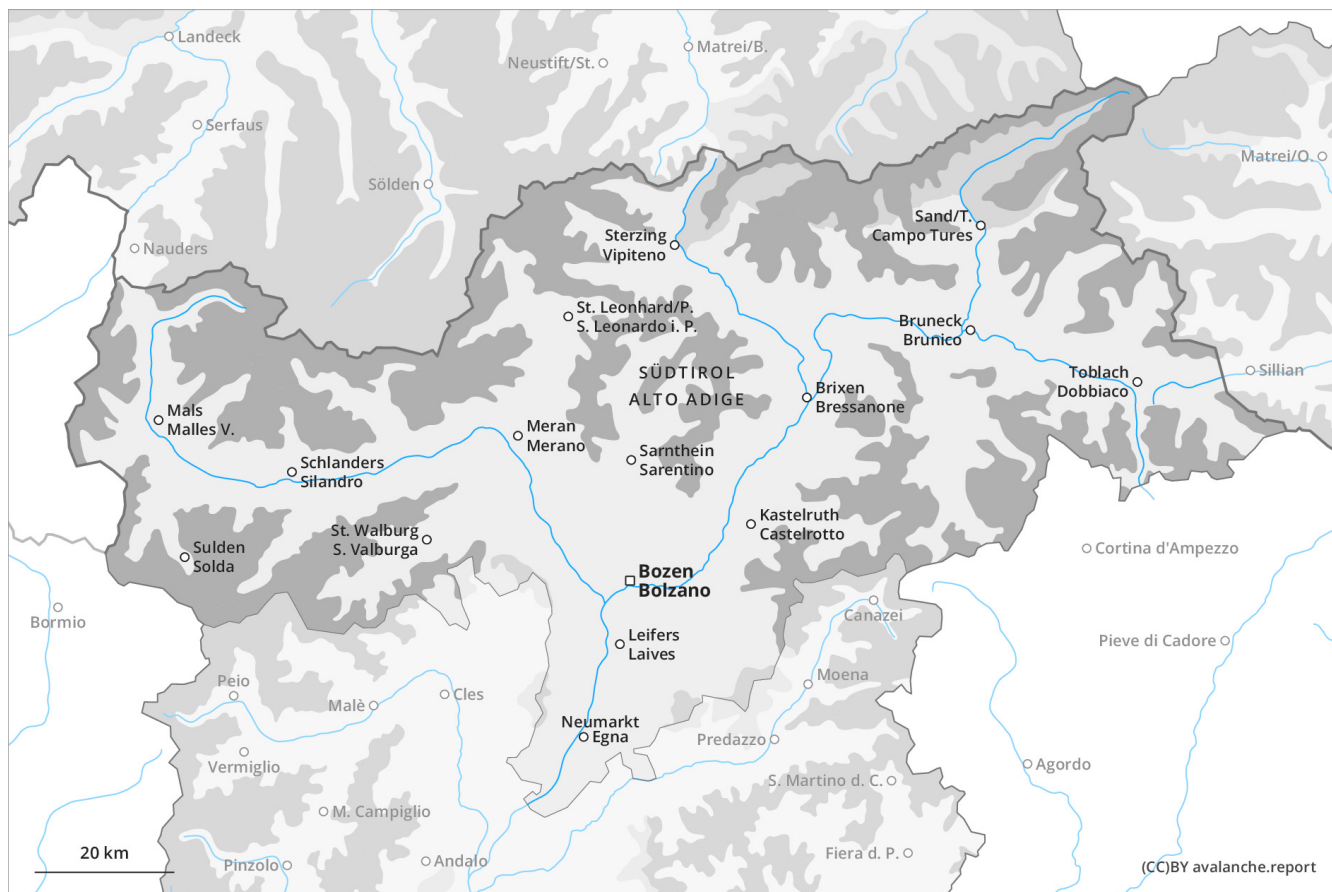 Landeck
Matrei/B.
Neustift/St.
Serfaus
Matrei/O.
Sölden
Sand/T.
Campo Tures
Nauders
Sterzing
Vipiteno
St. Leonhard/P.
S. Leonardo i. P.
Bruneck
Brunico
SÜDTIROL
ALTO ADIGE
Toblach
Dobbiaco
Sillian
Brixen
Bressanone
Mals
Malles V.
Meran
Merano
Sarnthein
Sarentino
Schlanders
Silandro
Kastelruth
Castelrotto
St. Walburg
S. Valburga
Sulden
Solda
Cortina d'Ampezzo
Bozen
Bolzano
Bormio
Canazei
Leifers
Laives
Pieve di Cadore
Peio
Moena
Cles
Malè
Neumarkt
Egna
Predazzo
Vermiglio
Agordo
S. Martino d. C.
M. Campiglio
20 km
Pinzolo
Andalo
Fiera d. P.
(CC)BY avalanche.report